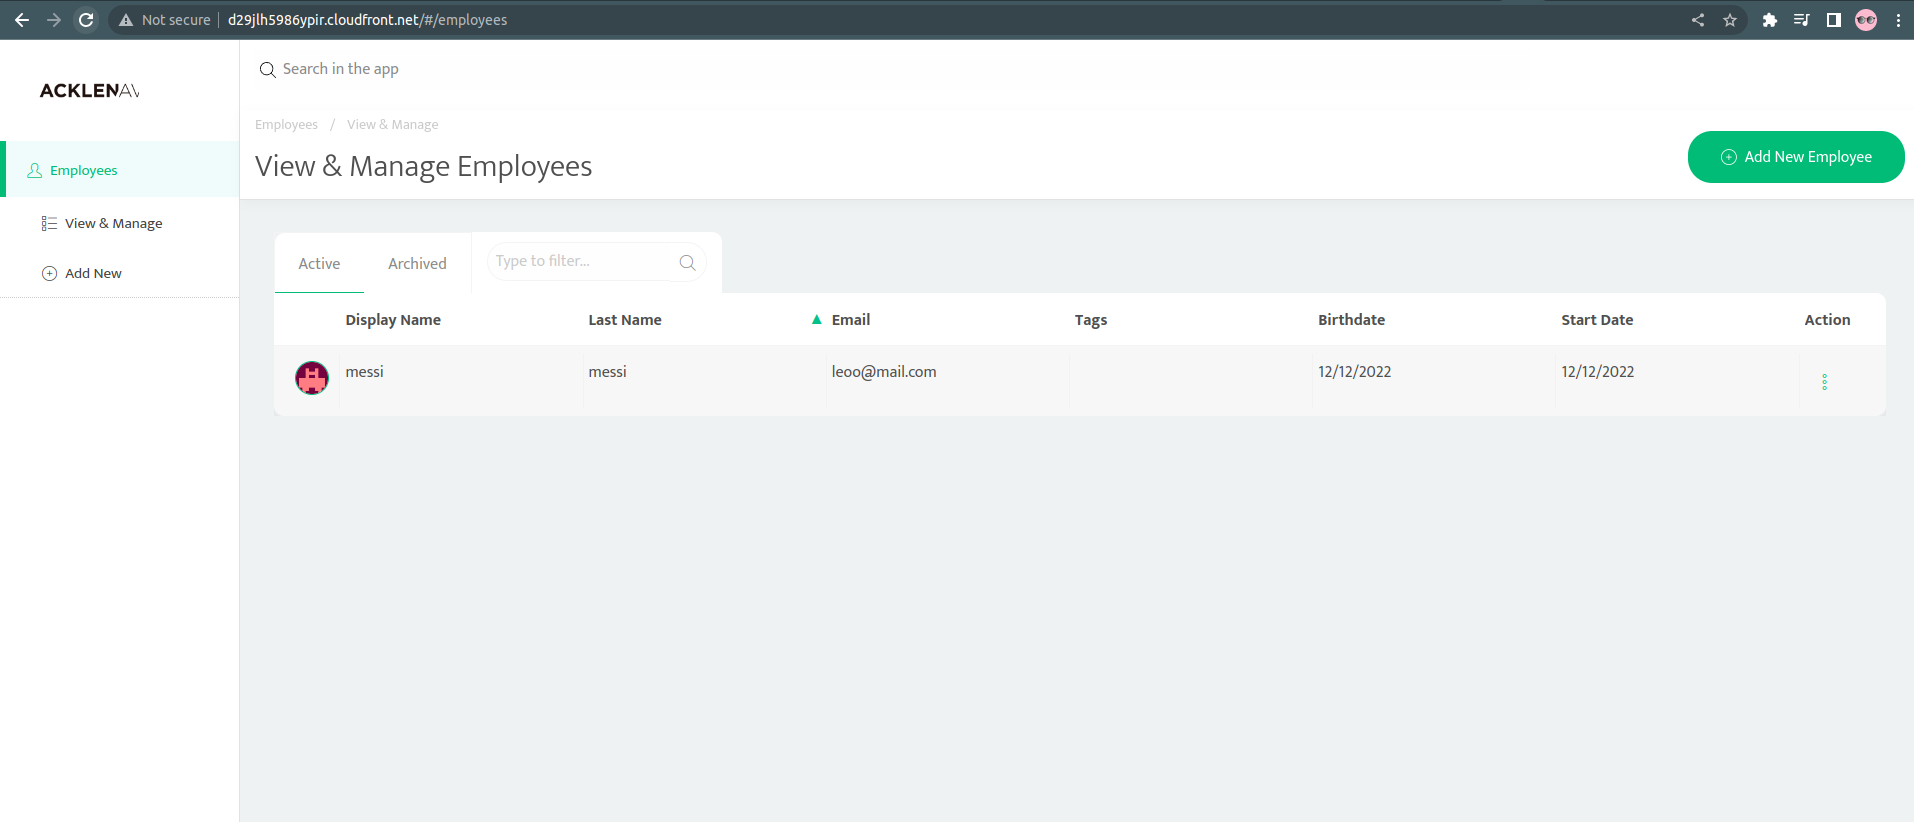 Not secure d29jlh5986ypir.cloudfront.net/#/employees
ACKLENAV
Search in the app
Employees / View & Manage
View & Manage Employees
Add New Employee
Employees
View & Manage
Add New
Active Archived Type to filter...
Display Name Last Name Email Tags Birthdate Start Date Action
messi messi leoo@mail.com 12/12/2022 12/12/2022